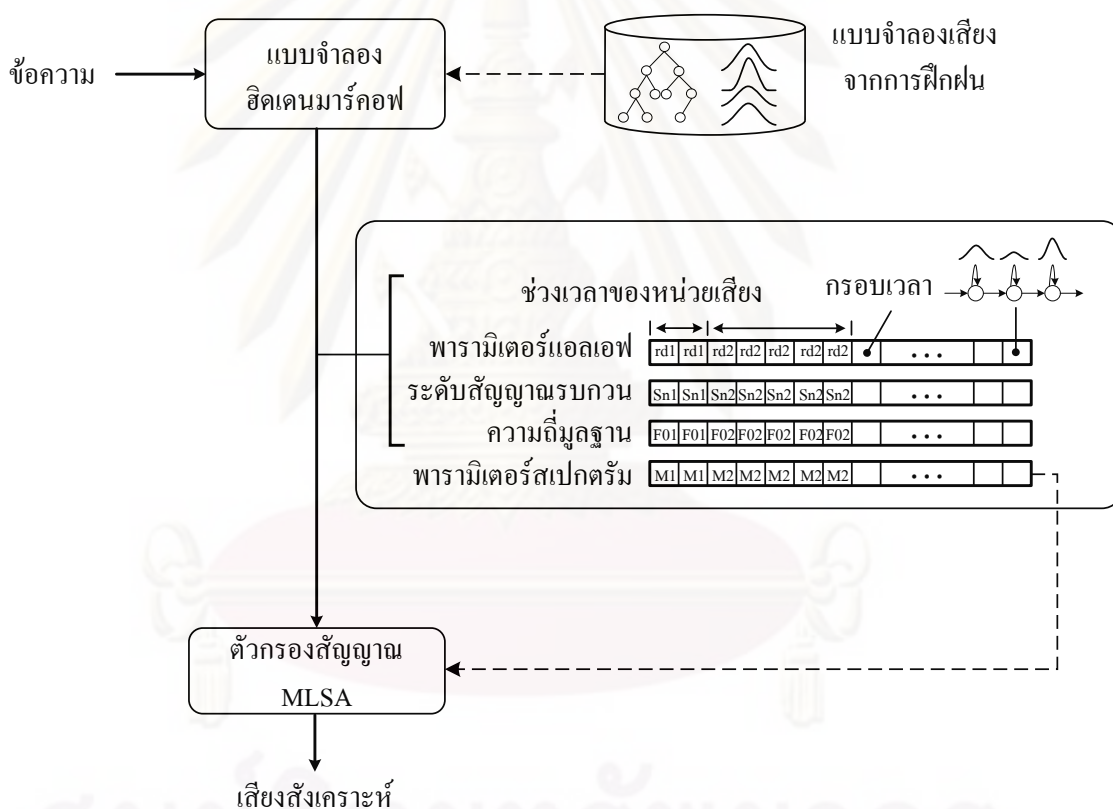 ข้อความ
แบบจำลอง
ฮิดเดนมาร์คอฟ
แบบจำลองเสียง
จากการฝึกฝน
ช่วงเวลาของหน่วยเสียง
กรอบเวลา
พารามิเตอร์แอลเอฟ rd1 rd1 rd2 rd2 rd2 rd2 rd2 ...
ระดับสัญญาณรบกวน Sn1 Sn1 Sn2 Sn2 Sn2 Sn2 Sn2 ...
ความถี่มูลฐาน F01 F01 F02 F02 F02 F02 F02 ...
พารามิเตอร์สเปกตรัม M1 M1 M2 M2 M2 M2 M2 ...
ตัวกรองสัญญาณ
MLSA
เสียงสังเคราะห์